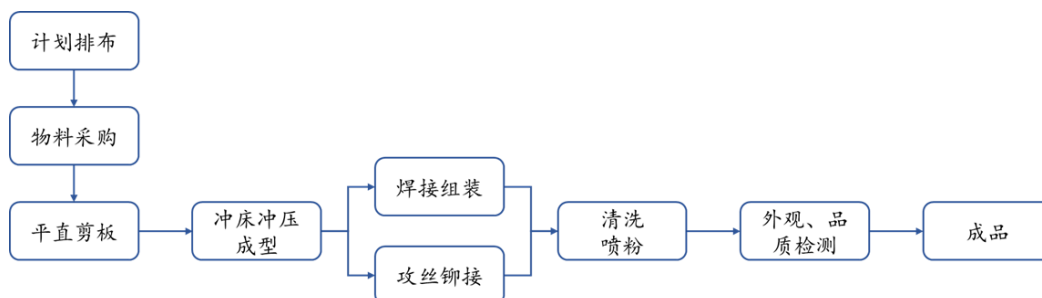 计划排布
物料采购
平直剪板
冲床冲压
成型
焊接组装
攻丝铆接
清洗
喷粉
外观、品
质检测
成品